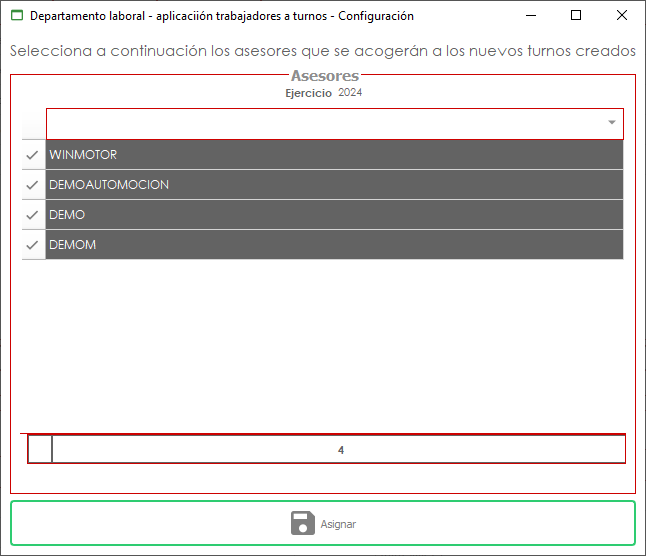 Departamento laboral - aplicaciión trabajadores a turnos - Configuración
Selecciona a continuación los asesores que se acogerán a los nuevos turnos creados
Asesores
Ejercicio 2024
WINMOTOR
DEMOAUTOMOCION
DEMO
DEMOM
4
Asignar